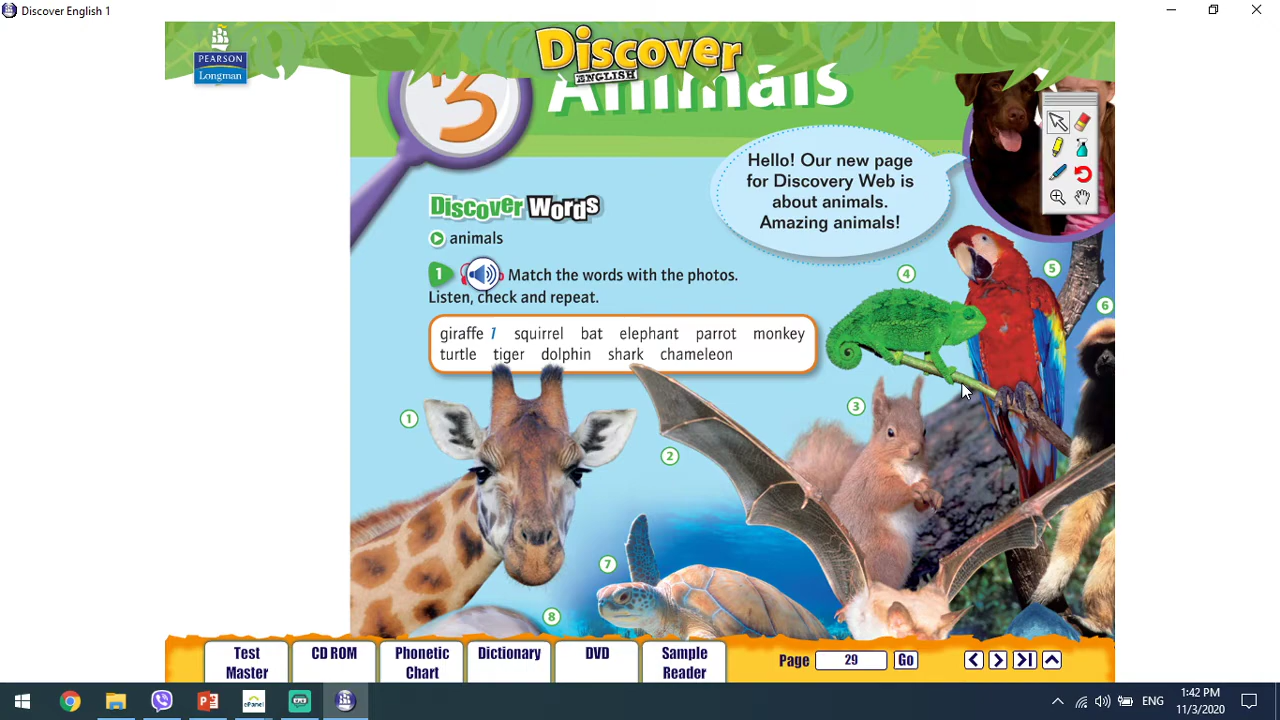 Discover English 1
PEARSON
Longman
Discover
ENGLISH
3 Animals
Hello! Our new page
for Discovery Web is
about animals.
Amazing animals!
Discover Words
animals
1 Match the words with the photos.
Listen, check and repeat.
giraffe 1 squirrel bat elephant parrot monkey
turtle tiger dolphin shark chameleon
1
2
3
4
5
6
7
8
Test Master
CD ROM
Phonetic Chart
Dictionary
DVD
Sample Reader
Page 29 Go
ePanel
ENG
1:42 PM
11/3/2020